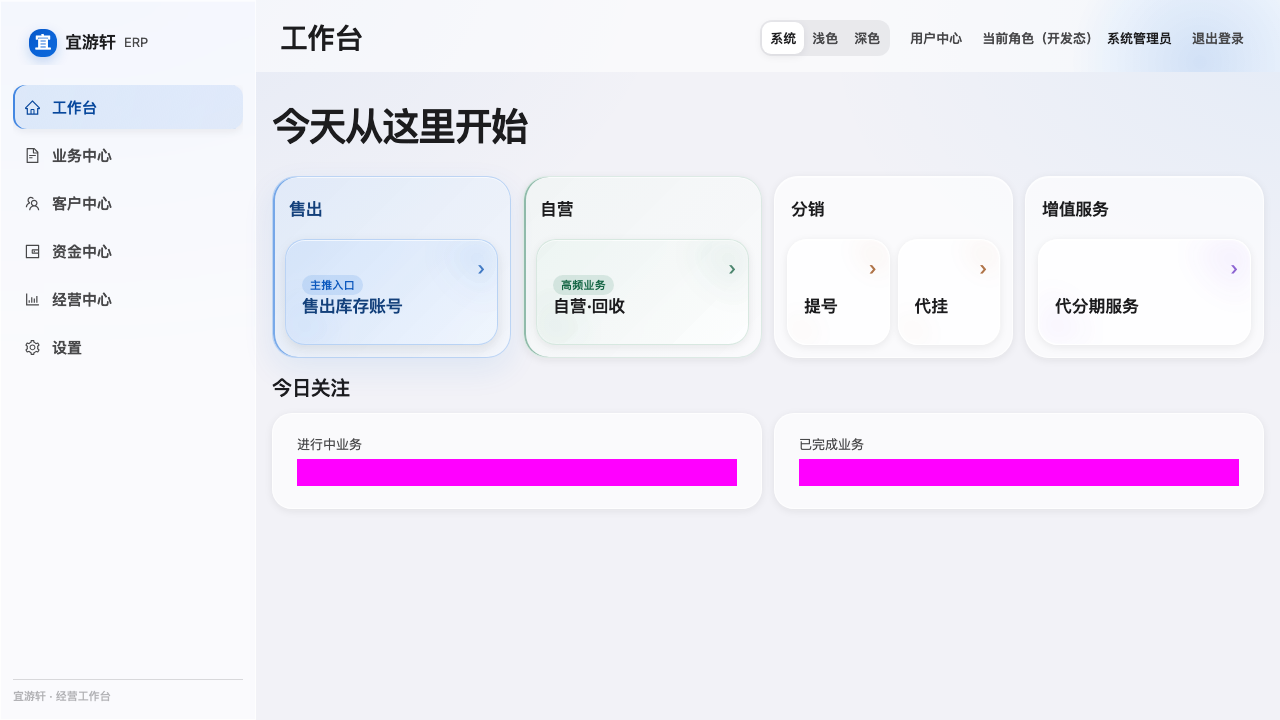 宜 宜游轩 ERP
工作台
业务中心
客户中心
资金中心
经营中心
设置
宜游轩 · 经营工作台
工作台
系统 浅色 深色 用户中心 当前角色（开发态） 系统管理员 退出登录
今天从这里开始
售出
主推入口
售出库存账号
自营
高频业务
自营·回收
分销
提号
代挂
增值服务
代分期服务
今日关注
进行中业务
已完成业务